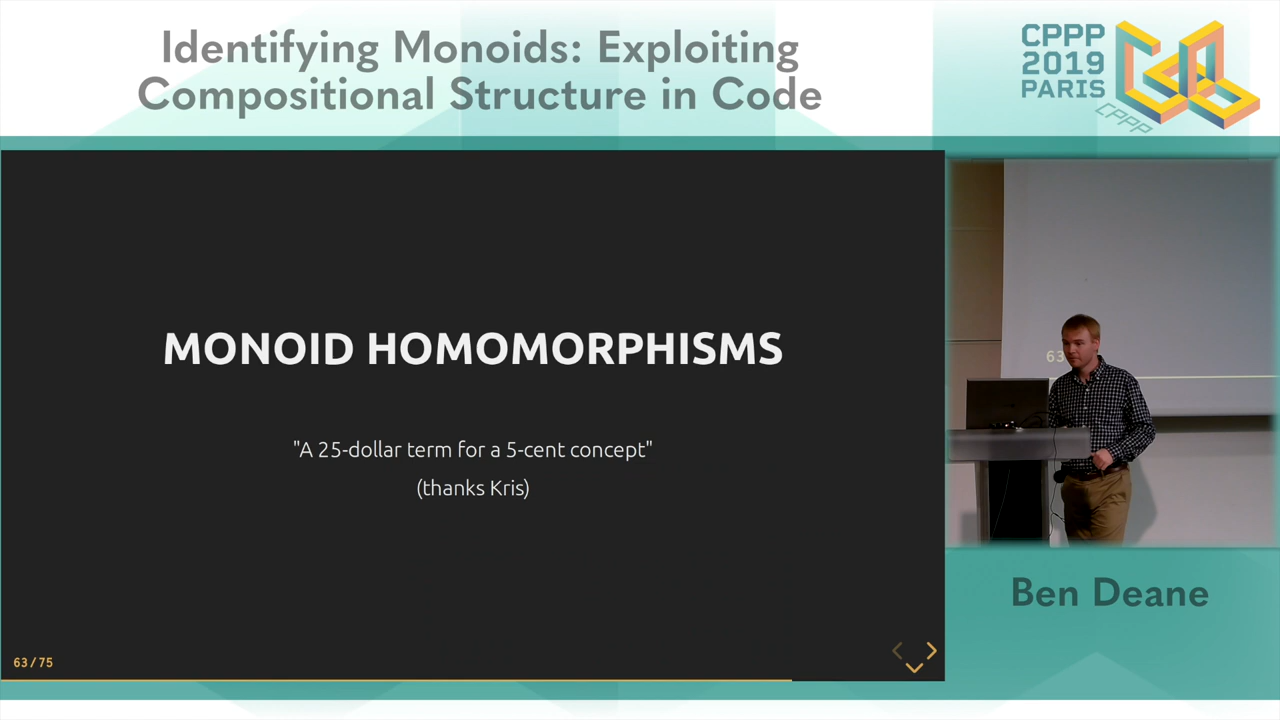 Identifying Monoids: Exploiting
Compositional Structure in Code
CPPP
2019
PARIS
CPPP
MONOID HOMOMORPHISMS
"A 25-dollar term for a 5-cent concept"
(thanks Kris)
63/75
63
Ben Deane